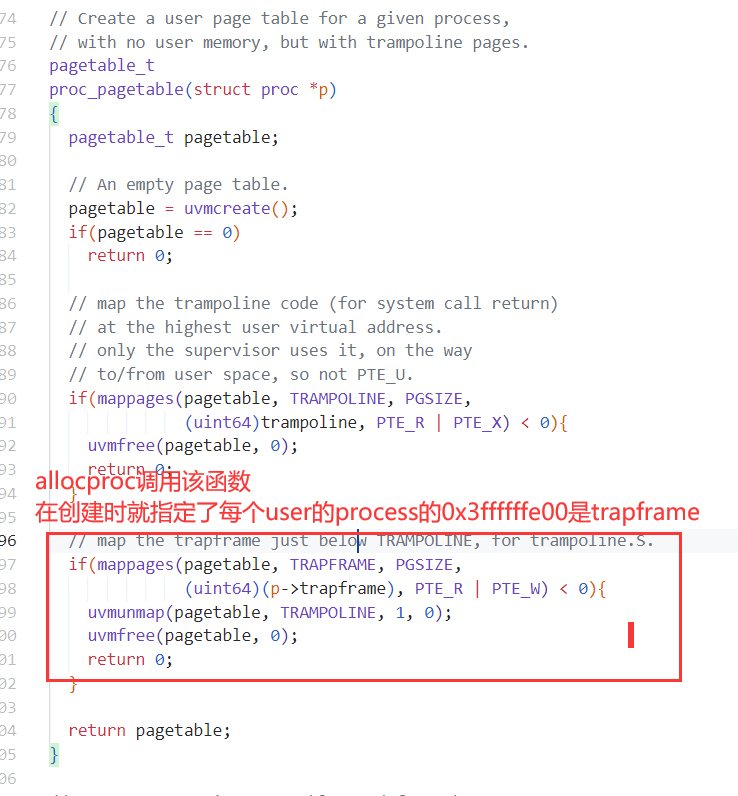 74 // Create a user page table for a given process,
75 // with no user memory, but with trampoline pages.
76 pagetable_t
77 proc_pagetable(struct proc *p)
78 {
79 pagetable_t pagetable;
80
81 // An empty page table.
82 pagetable = uvmcreate();
83 if(pagetable == 0)
84 return 0;
85
86 // map the trampoline code (for system call return)
87 // at the highest user virtual address.
88 // only the supervisor uses it, on the way
89 // to/from user space, so not PTE_U.
90 if(mappages(pagetable, TRAMPOLINE, PGSIZE,
91 (uint64)trampoline, PTE_R | PTE_X) < 0){
92 uvmfree(pagetable, 0);
93 return 0;
allocproc调用该函数
94 }
在创建时就指定了每个user的process的0x3ffffffe00是trapframe
95
96 // map the trapframe just below TRAMPOLINE, for trampoline.S.
97 if(mappages(pagetable, TRAPFRAME, PGSIZE,
98 (uint64)(p->trapframe), PTE_R | PTE_W) < 0){
99 uvmunmap(pagetable, TRAMPOLINE, 1, 0);
00 uvmfree(pagetable, 0);
01 return 0;
02 }
03
04 return pagetable;
05 }
06